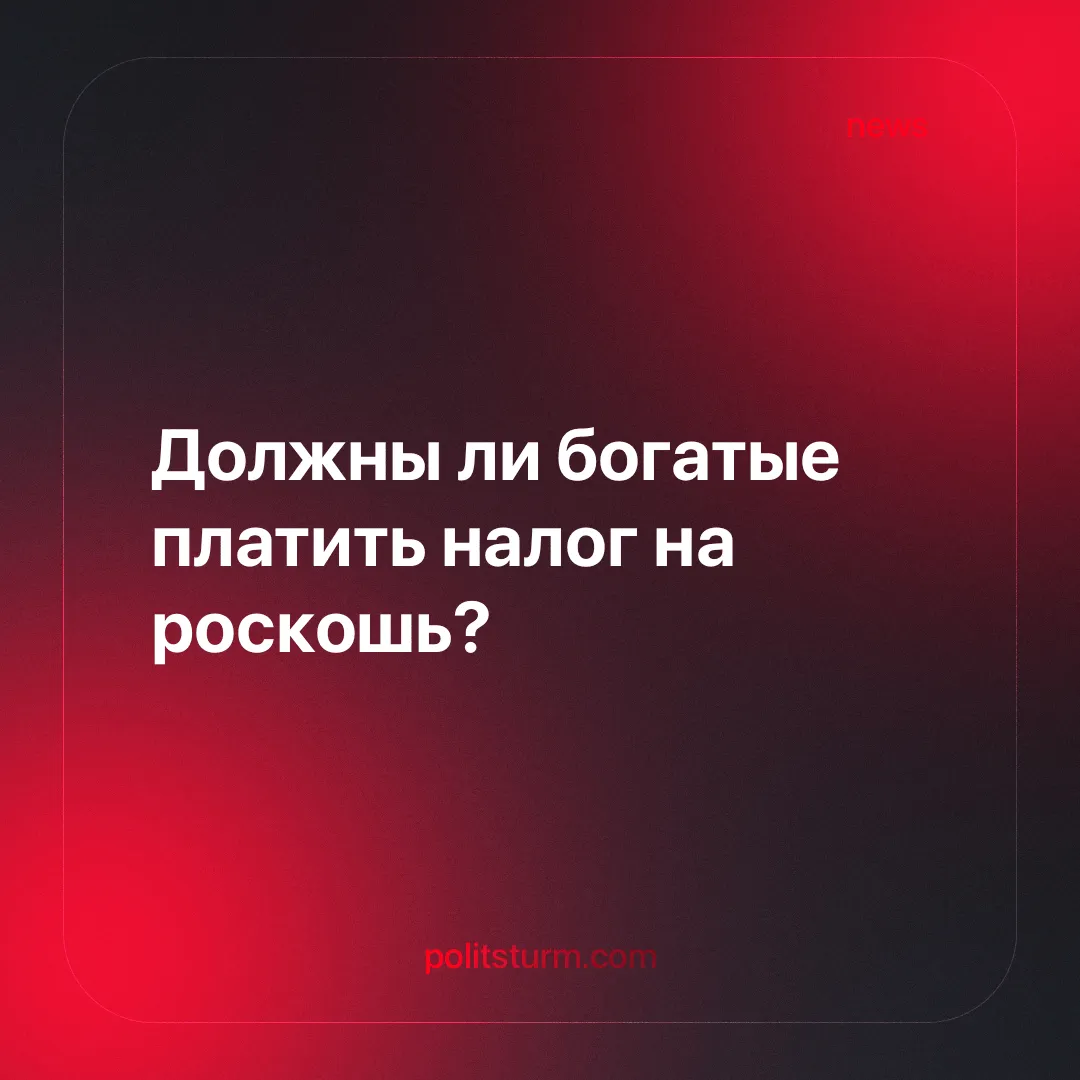 news
Должны ли богатые
платить налог на
роскошь?
politsturm.com